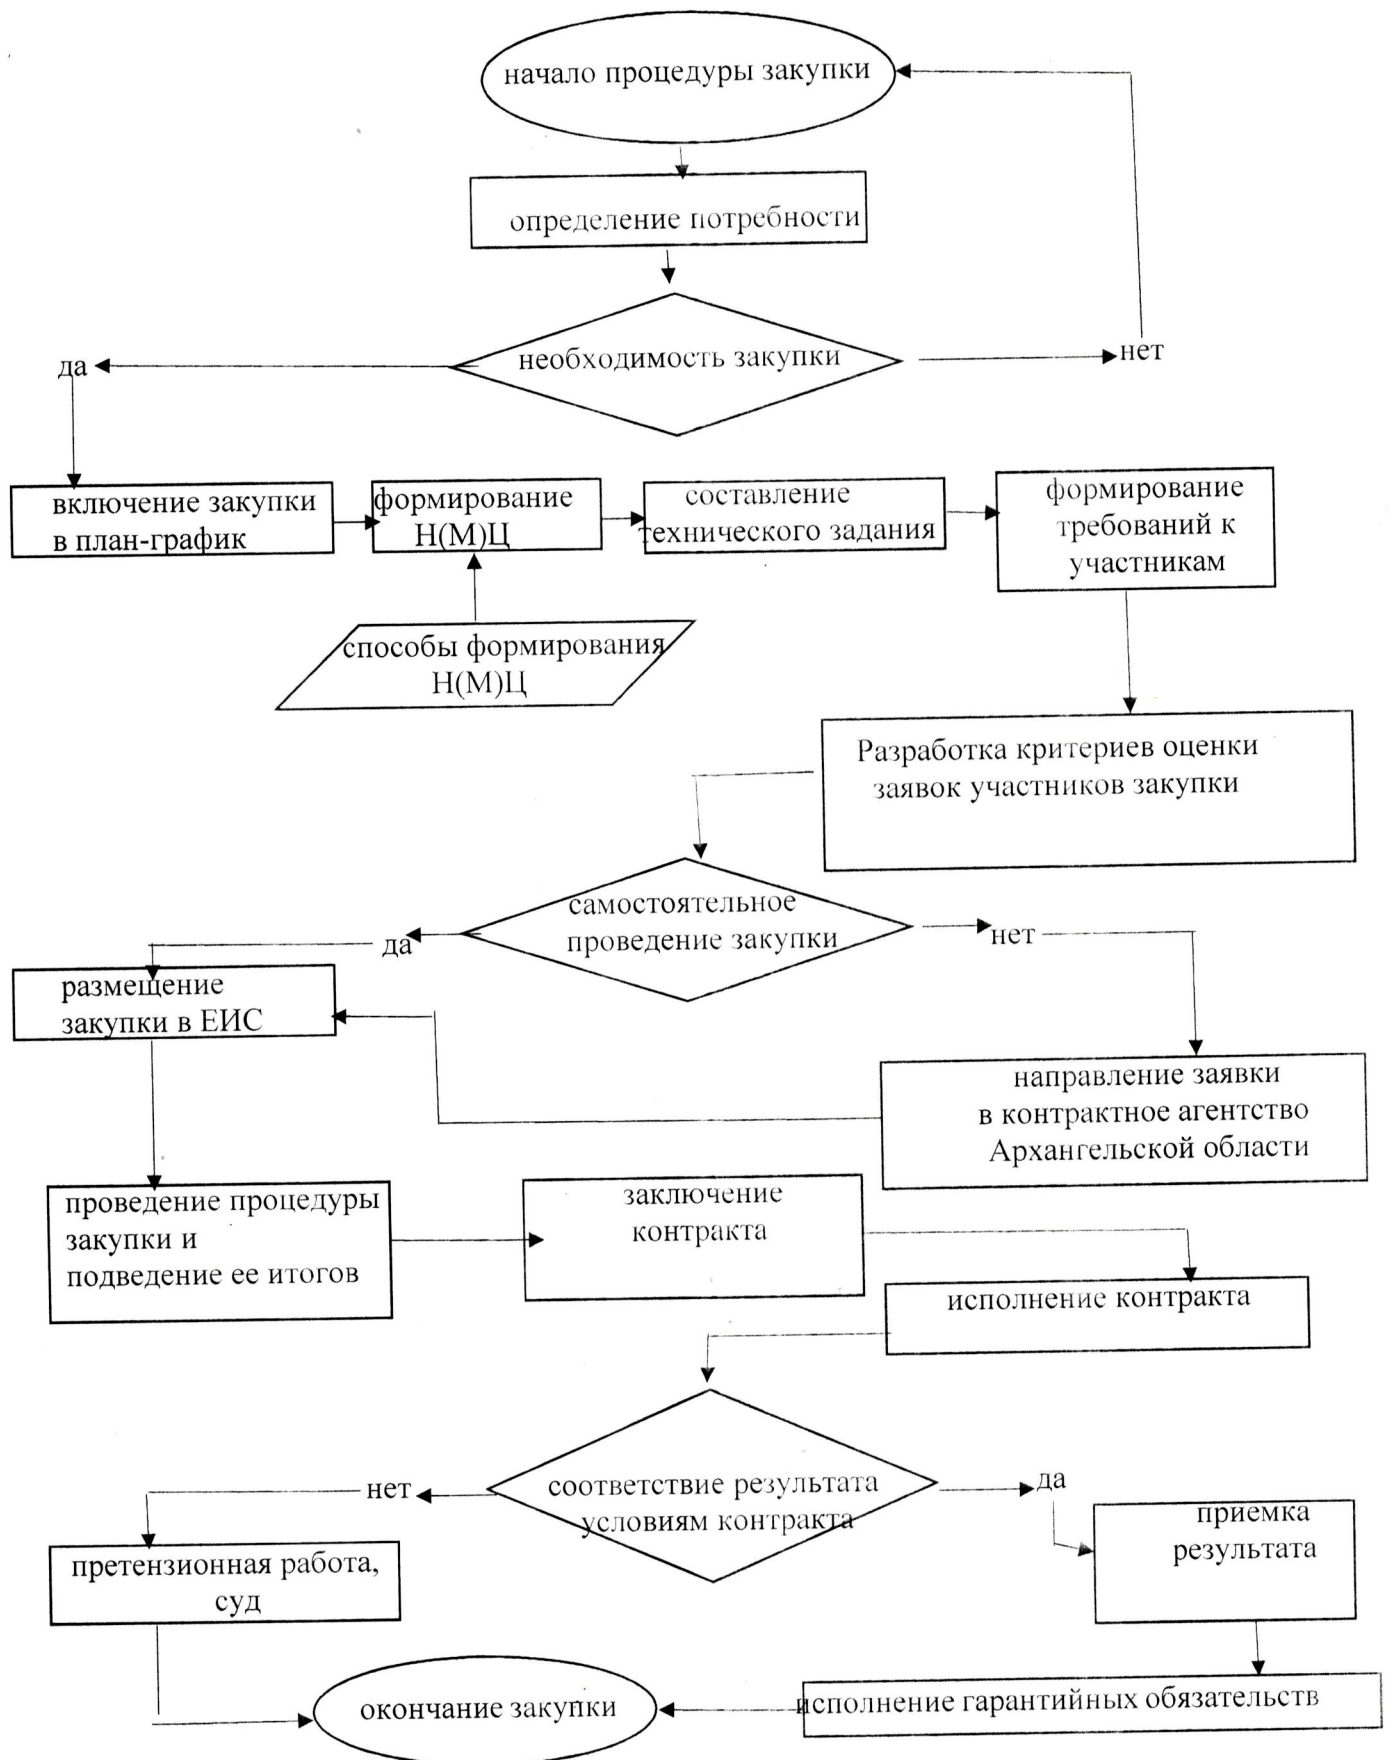 начало процедуры закупки
определение потребности
необходимость закупки
да
нет
включение закупки
в план-график
формирование
Н(М)Ц
составление
технического задания
формирование
требований к
участникам
способы формирования
Н(М)Ц
Разработка критериев оценки
заявок участников закупки
самостоятельное
проведение закупки
да
нет
размещение
закупки в ЕИС
направление заявки
в контрактное агентство
Архангельской области
проведение процедуры
закупки и
подведение ее итогов
заключение
контракта
исполнение контракта
соответствие результата
условиям контракта
нет
да
претензионная работа,
суд
приемка
результата
окончание закупки
исполнение гарантийных обязательств